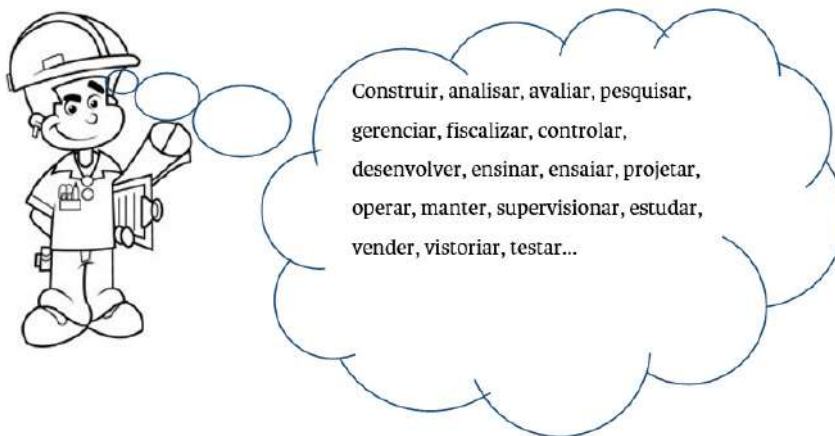 Construir, analisar, avaliar, pesquisar,
gerenciar, fiscalizar, controlar,
desenvolver, ensinar, ensaiar, projetar,
operar, manter, supervisionar, estudar,
vender, vistoriar, testar...